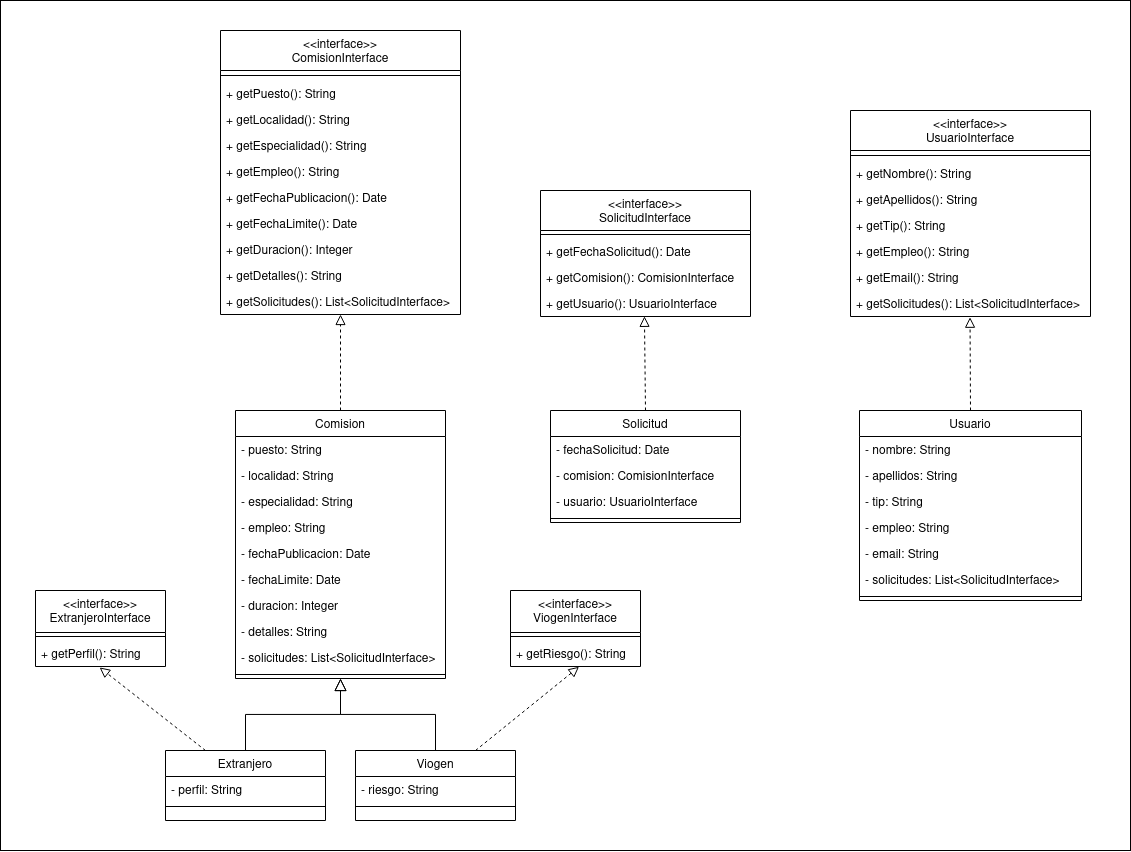 <<interface>>
ComisionInterface
+ getPuesto(): String
+ getLocalidad(): String
+ getEspecialidad(): String
+ getEmpleo(): String
+ getFechaPublicacion(): Date
+ getFechaLimite(): Date
+ getDuracion(): Integer
+ getDetalles(): String
+ getSolicitudes(): List<SolicitudInterface>
<<interface>>
SolicitudInterface
+ getFechaSolicitud(): Date
+ getComision(): ComisionInterface
+ getUsuario(): UsuarioInterface
<<interface>>
UsuarioInterface
+ getNombre(): String
+ getApellidos(): String
+ getTip(): String
+ getEmpleo(): String
+ getEmail(): String
+ getSolicitudes(): List<SolicitudInterface>
Comision
- puesto: String
- localidad: String
- especialidad: String
- empleo: String
- fechaPublicacion: Date
- fechaLimite: Date
- duracion: Integer
- detalles: String
- solicitudes: List<SolicitudInterface>
Solicitud
- fechaSolicitud: Date
- comision: ComisionInterface
- usuario: UsuarioInterface
Usuario
- nombre: String
- apellidos: String
- tip: String
- empleo: String
- email: String
- solicitudes: List<SolicitudInterface>
<<interface>>
ExtranjeroInterface
+ getPerfil(): String
<<interface>>
ViogenInterface
+ getRiesgo(): String
Extranjero
- perfil: String
Viogen
- riesgo: String